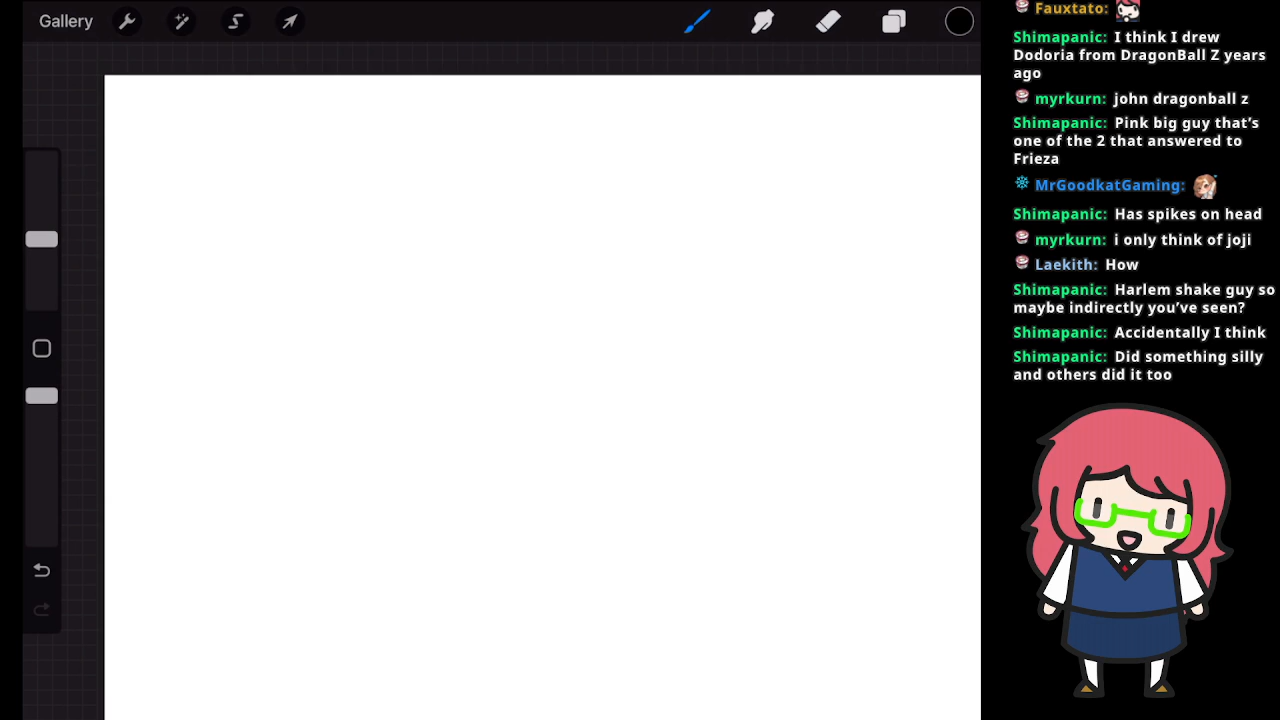 Gallery
Fauxtato:
Shimapanic: I think I drew
Dodoria from DragonBall Z years
ago
myrkurn: john dragonball z
Shimapanic: Pink big guy that's
one of the 2 that answered to
Frieza
MrGoodkatGaming:
Shimapanic: Has spikes on head
myrkurn: i only think of joji
Laekith: How
Shimapanic: Harlem shake guy so
maybe indirectly you've seen?
Shimapanic: Accidentally I think
Shimapanic: Did something silly
and others did it too